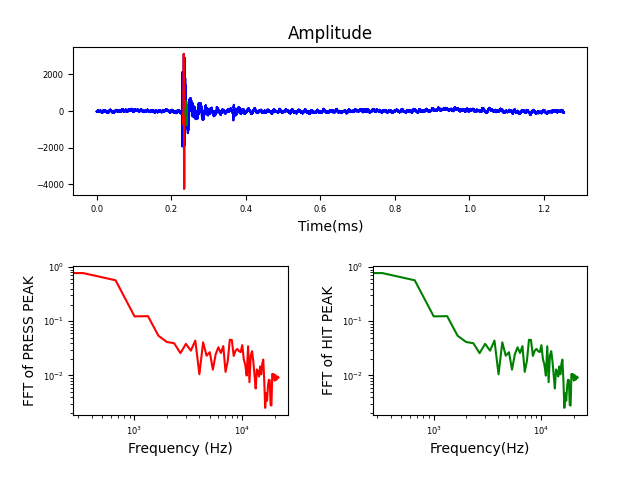 Amplitude
2000
0
−2000
−4000
0.0 0.2 0.4 0.6 0.8 1.0 1.2
Time(ms)
FFT of PRESS PEAK
10⁰
10⁻¹
10⁻²
10³ 10⁴
Frequency (Hz)
FFT of HIT PEAK
10⁰
10⁻¹
10⁻²
10³ 10⁴
Frequency(Hz)